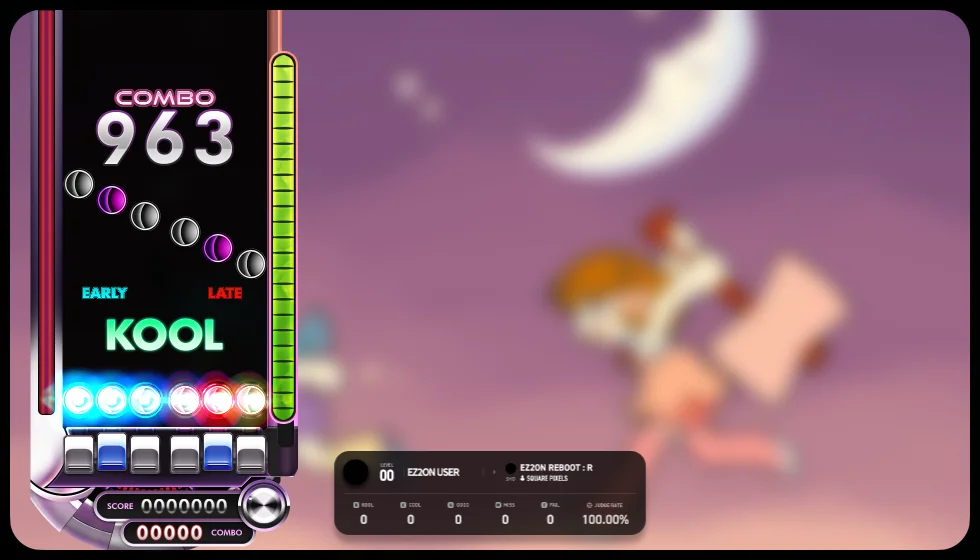 COMBO
963
EARLY LATE
KOOL
LEVEL
00
EZ2ON USER
EZ2ON REBOOT : R
SQUARE PIXELS
KOOL COOL GOOD MISS FAIL JUDGE RATE
0 0 0 0 0 100.00%
SCORE 0000000
00000 COMBO